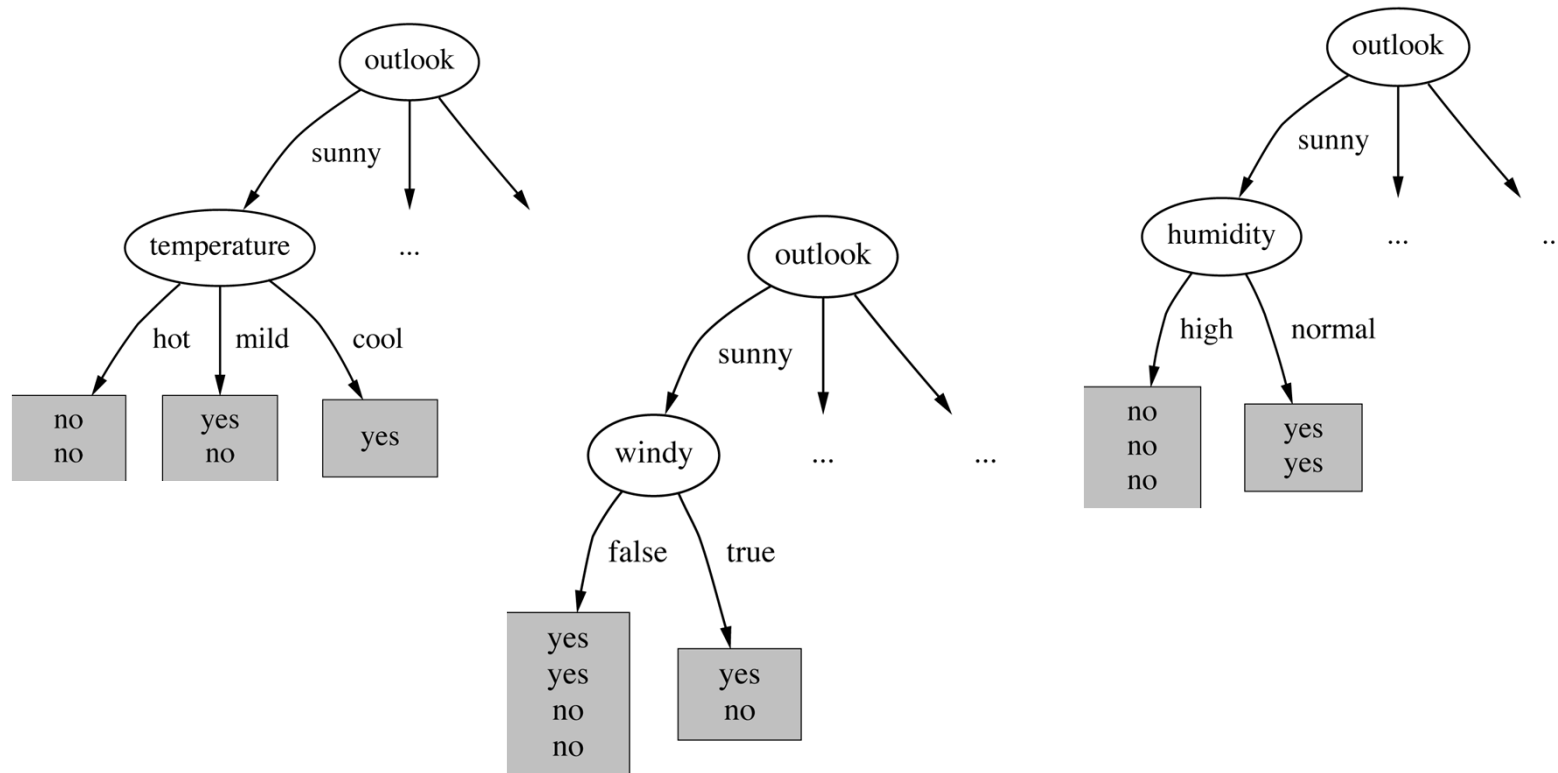 outlook
sunny
temperature
...
hot mild cool
no
no
yes
no
yes
outlook
sunny
windy
... ...
false true
yes
yes
no
no
yes
no
outlook
sunny
humidity
... ..
high normal
no
no
no
yes
yes